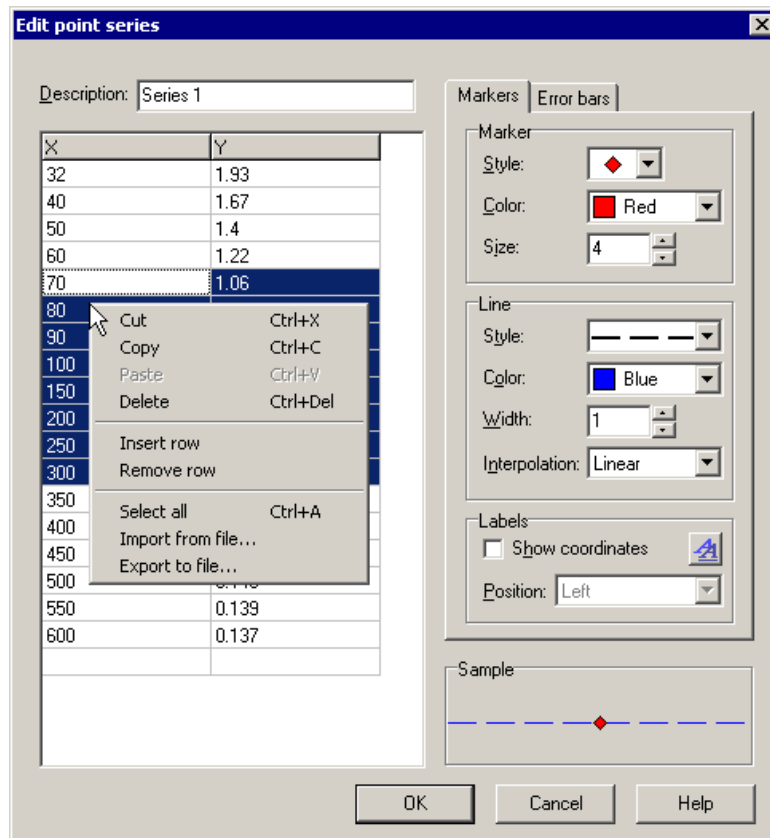 Edit point series
Description: Series 1
X Y
32 1.93
40 1.67
50 1.4
60 1.22
70 1.06
80
90
100
150
200
250
300
350
400
450
500
550 0.139
600 0.137
Cut Ctrl+X
Copy Ctrl+C
Paste Ctrl+V
Delete Ctrl+Del
Insert row
Remove row
Select all Ctrl+A
Import from file...
Export to file...
Markers Error bars
Marker
Style:
Color: Red
Size: 4
Line
Style:
Color: Blue
Width: 1
Interpolation: Linear
Labels
Show coordinates
Position: Left
Sample
OK Cancel Help